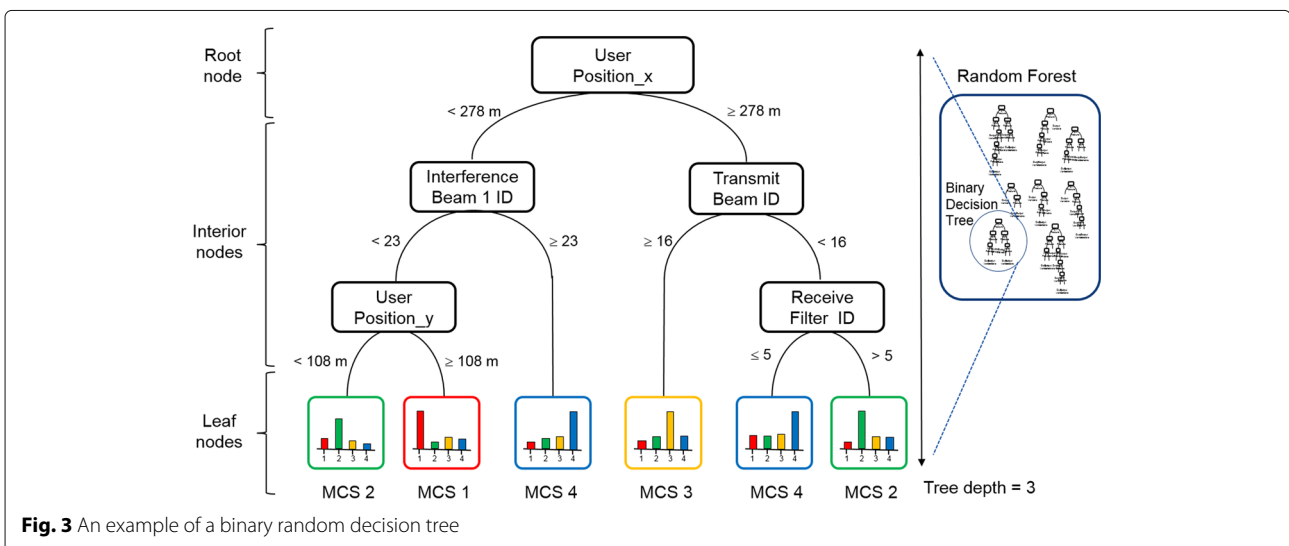 Root
node
User
Position_x
Random Forest
< 278 m
≥ 278 m
Interference
Beam 1 ID
Transmit
Beam ID
Binary
Decision
Tree
Interior
nodes
< 23
≥ 23
≥ 16
< 16
User
Position_y
Receive
Filter ID
< 108 m
≥ 108 m
≤ 5
> 5
Leaf
nodes
1 2 3 4
1 2 3 4
1 2 3 4
1 2 3 4
1 2 3 4
1 2 3 4
MCS 2
MCS 1
MCS 4
MCS 3
MCS 4
MCS 2
Tree depth = 3
Fig. 3 An example of a binary random decision tree